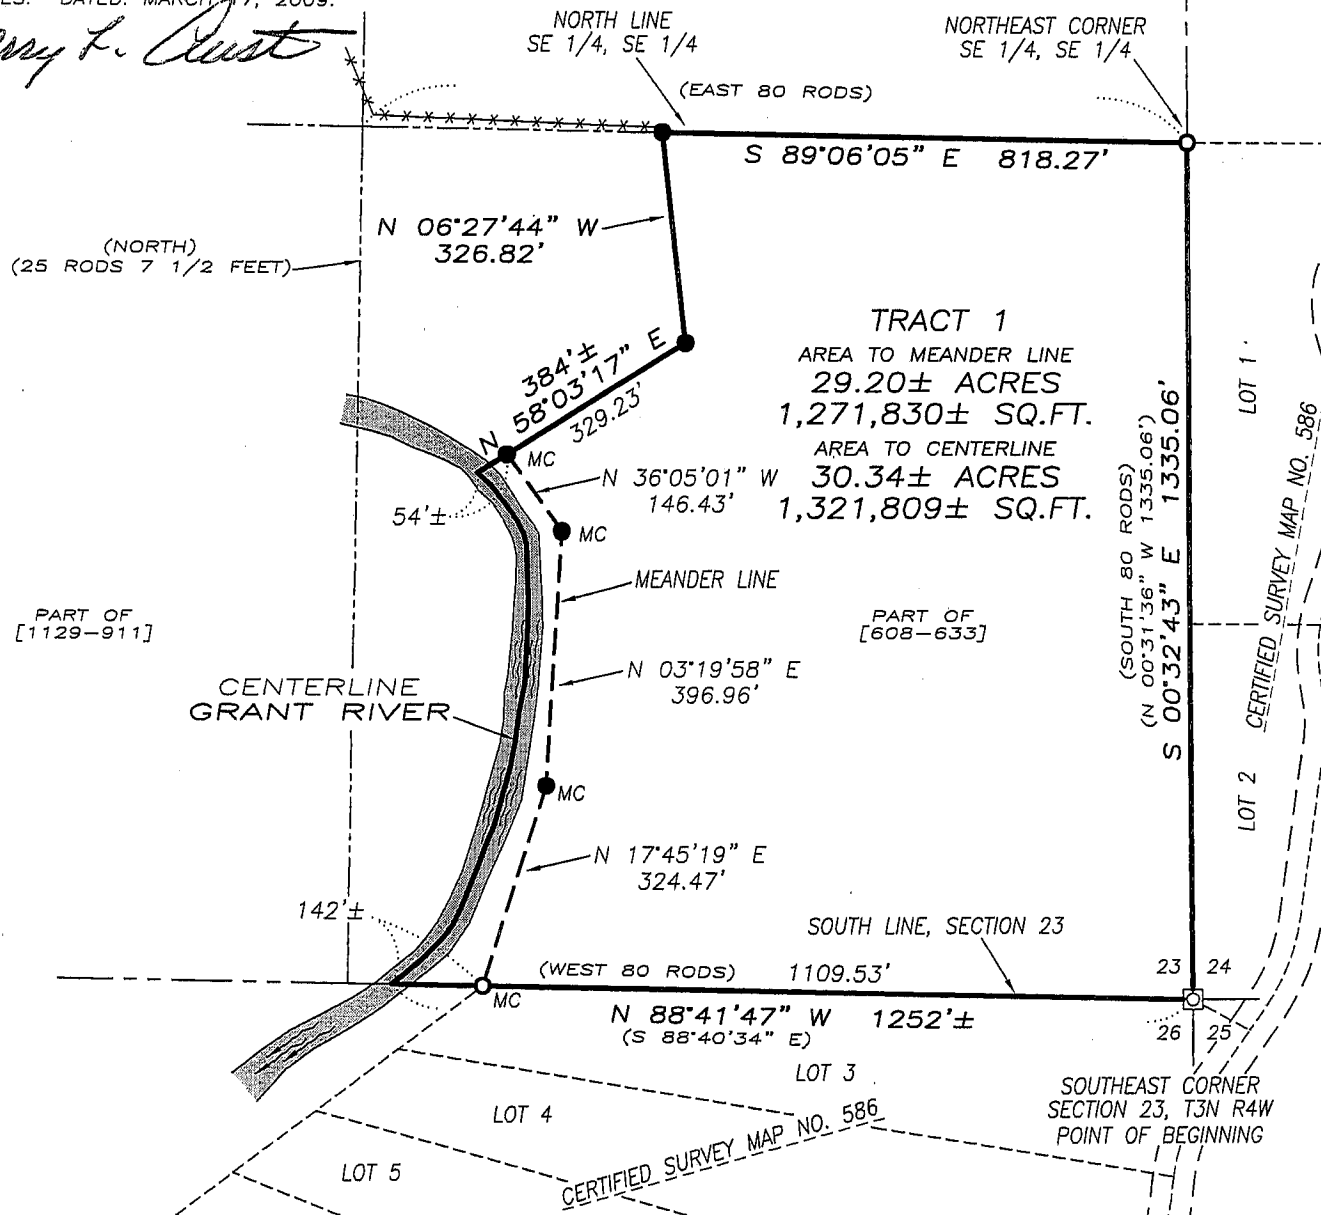 DATED: MARCH 17, 2009.
NORTH LINE
SE 1/4, SE 1/4
NORTHEAST CORNER
SE 1/4, SE 1/4
(EAST 80 RODS)
S 89°06'05" E 818.27'
N 06°27'44" W
326.82'
(NORTH)
(25 RODS 7 1/2 FEET)
TRACT 1
AREA TO MEANDER LINE
29.20± ACRES
1,271,830± SQ.FT.
AREA TO CENTERLINE
30.34± ACRES
1,321,809± SQ.FT.
384'±
N 58°03'17" E
329.23'
MC
N 36°05'01" W
146.43'
54'±
MC
MEANDER LINE
LOT 1
(SOUTH 80 RODS)
(N 00°31'36" W 1335.06')
S 00°32'43" E 1335.06'
CERTIFIED SURVEY MAP NO. 586
PART OF
[1129-911]
PART OF
[608-633]
N 03°19'58" E
396.96'
CENTERLINE
GRANT RIVER
MC
LOT 2
N 17°45'19" E
324.47'
142'±
SOUTH LINE, SECTION 23
(WEST 80 RODS) 1109.53'
MC
N 88°41'47" W 1252'±
(S 88°40'34" E)
23 24
26 25
LOT 3
SOUTHEAST CORNER
SECTION 23, T3N R4W
POINT OF BEGINNING
LOT 4
CERTIFIED SURVEY MAP NO. 586
LOT 5